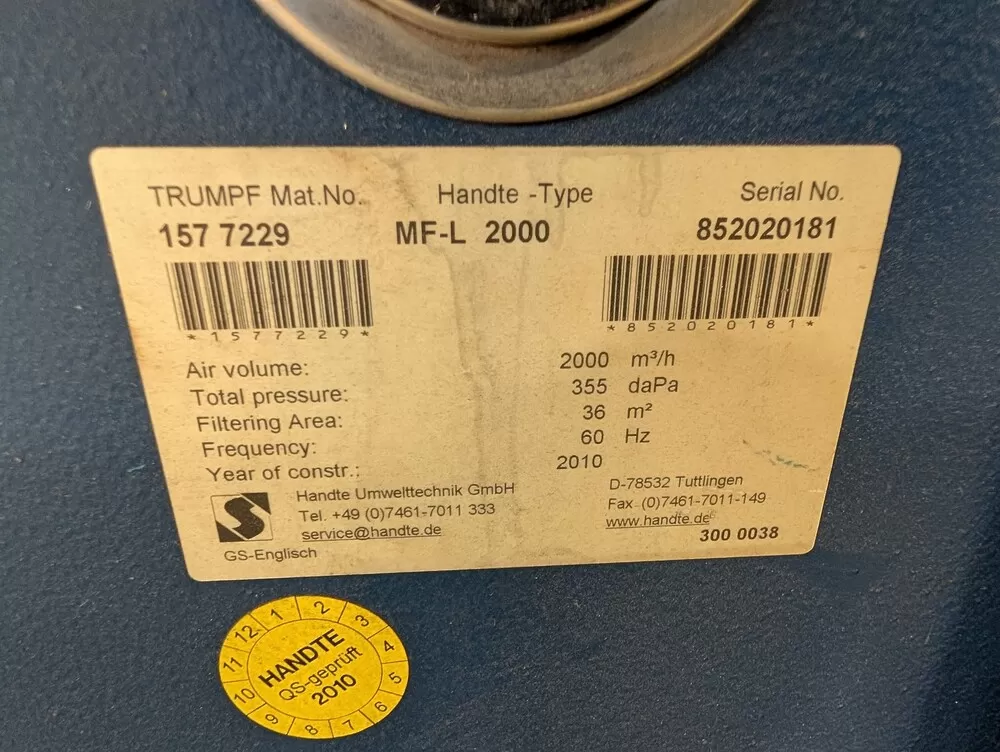 TRUMPF Mat.No. Handte -Type Serial No.
157 7229 MF-L 2000 852020181
*1577229* *852020181*
Air volume: 2000 m³/h
Total pressure: 355 daPa
Filtering Area: 36 m²
Frequency: 60 Hz
Year of constr.: 2010
Handte Umwelttechnik GmbH D-78532 Tuttlingen
Tel. +49 (0)7461-7011 333 Fax (0)7461-7011-149
service@handte.de www.handte.de
GS-Englisch 300 0038
12 1 2 3 4 5 6 7 8 9 10 11
HANDTE
QS-geprüft
2010